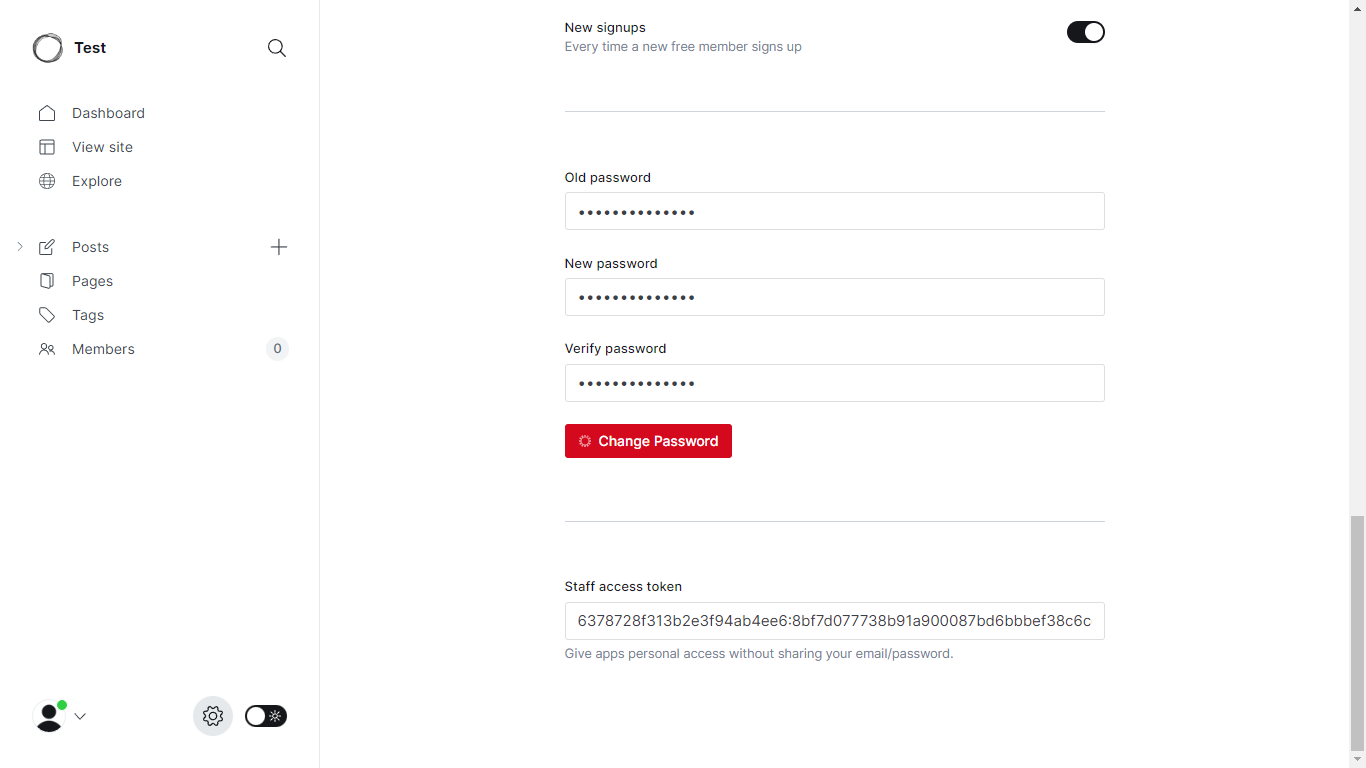 Test
Dashboard
View site
Explore
Posts
Pages
Tags
Members
0
New signups
Every time a new free member signs up
Old password
••••••••••••••
New password
••••••••••••••
Verify password
••••••••••••••
Change Password
Staff access token
6378728f313b2e3f94ab4ee6:8bf7d077738b91a900087bd6bbbef38c6c
Give apps personal access without sharing your email/password.